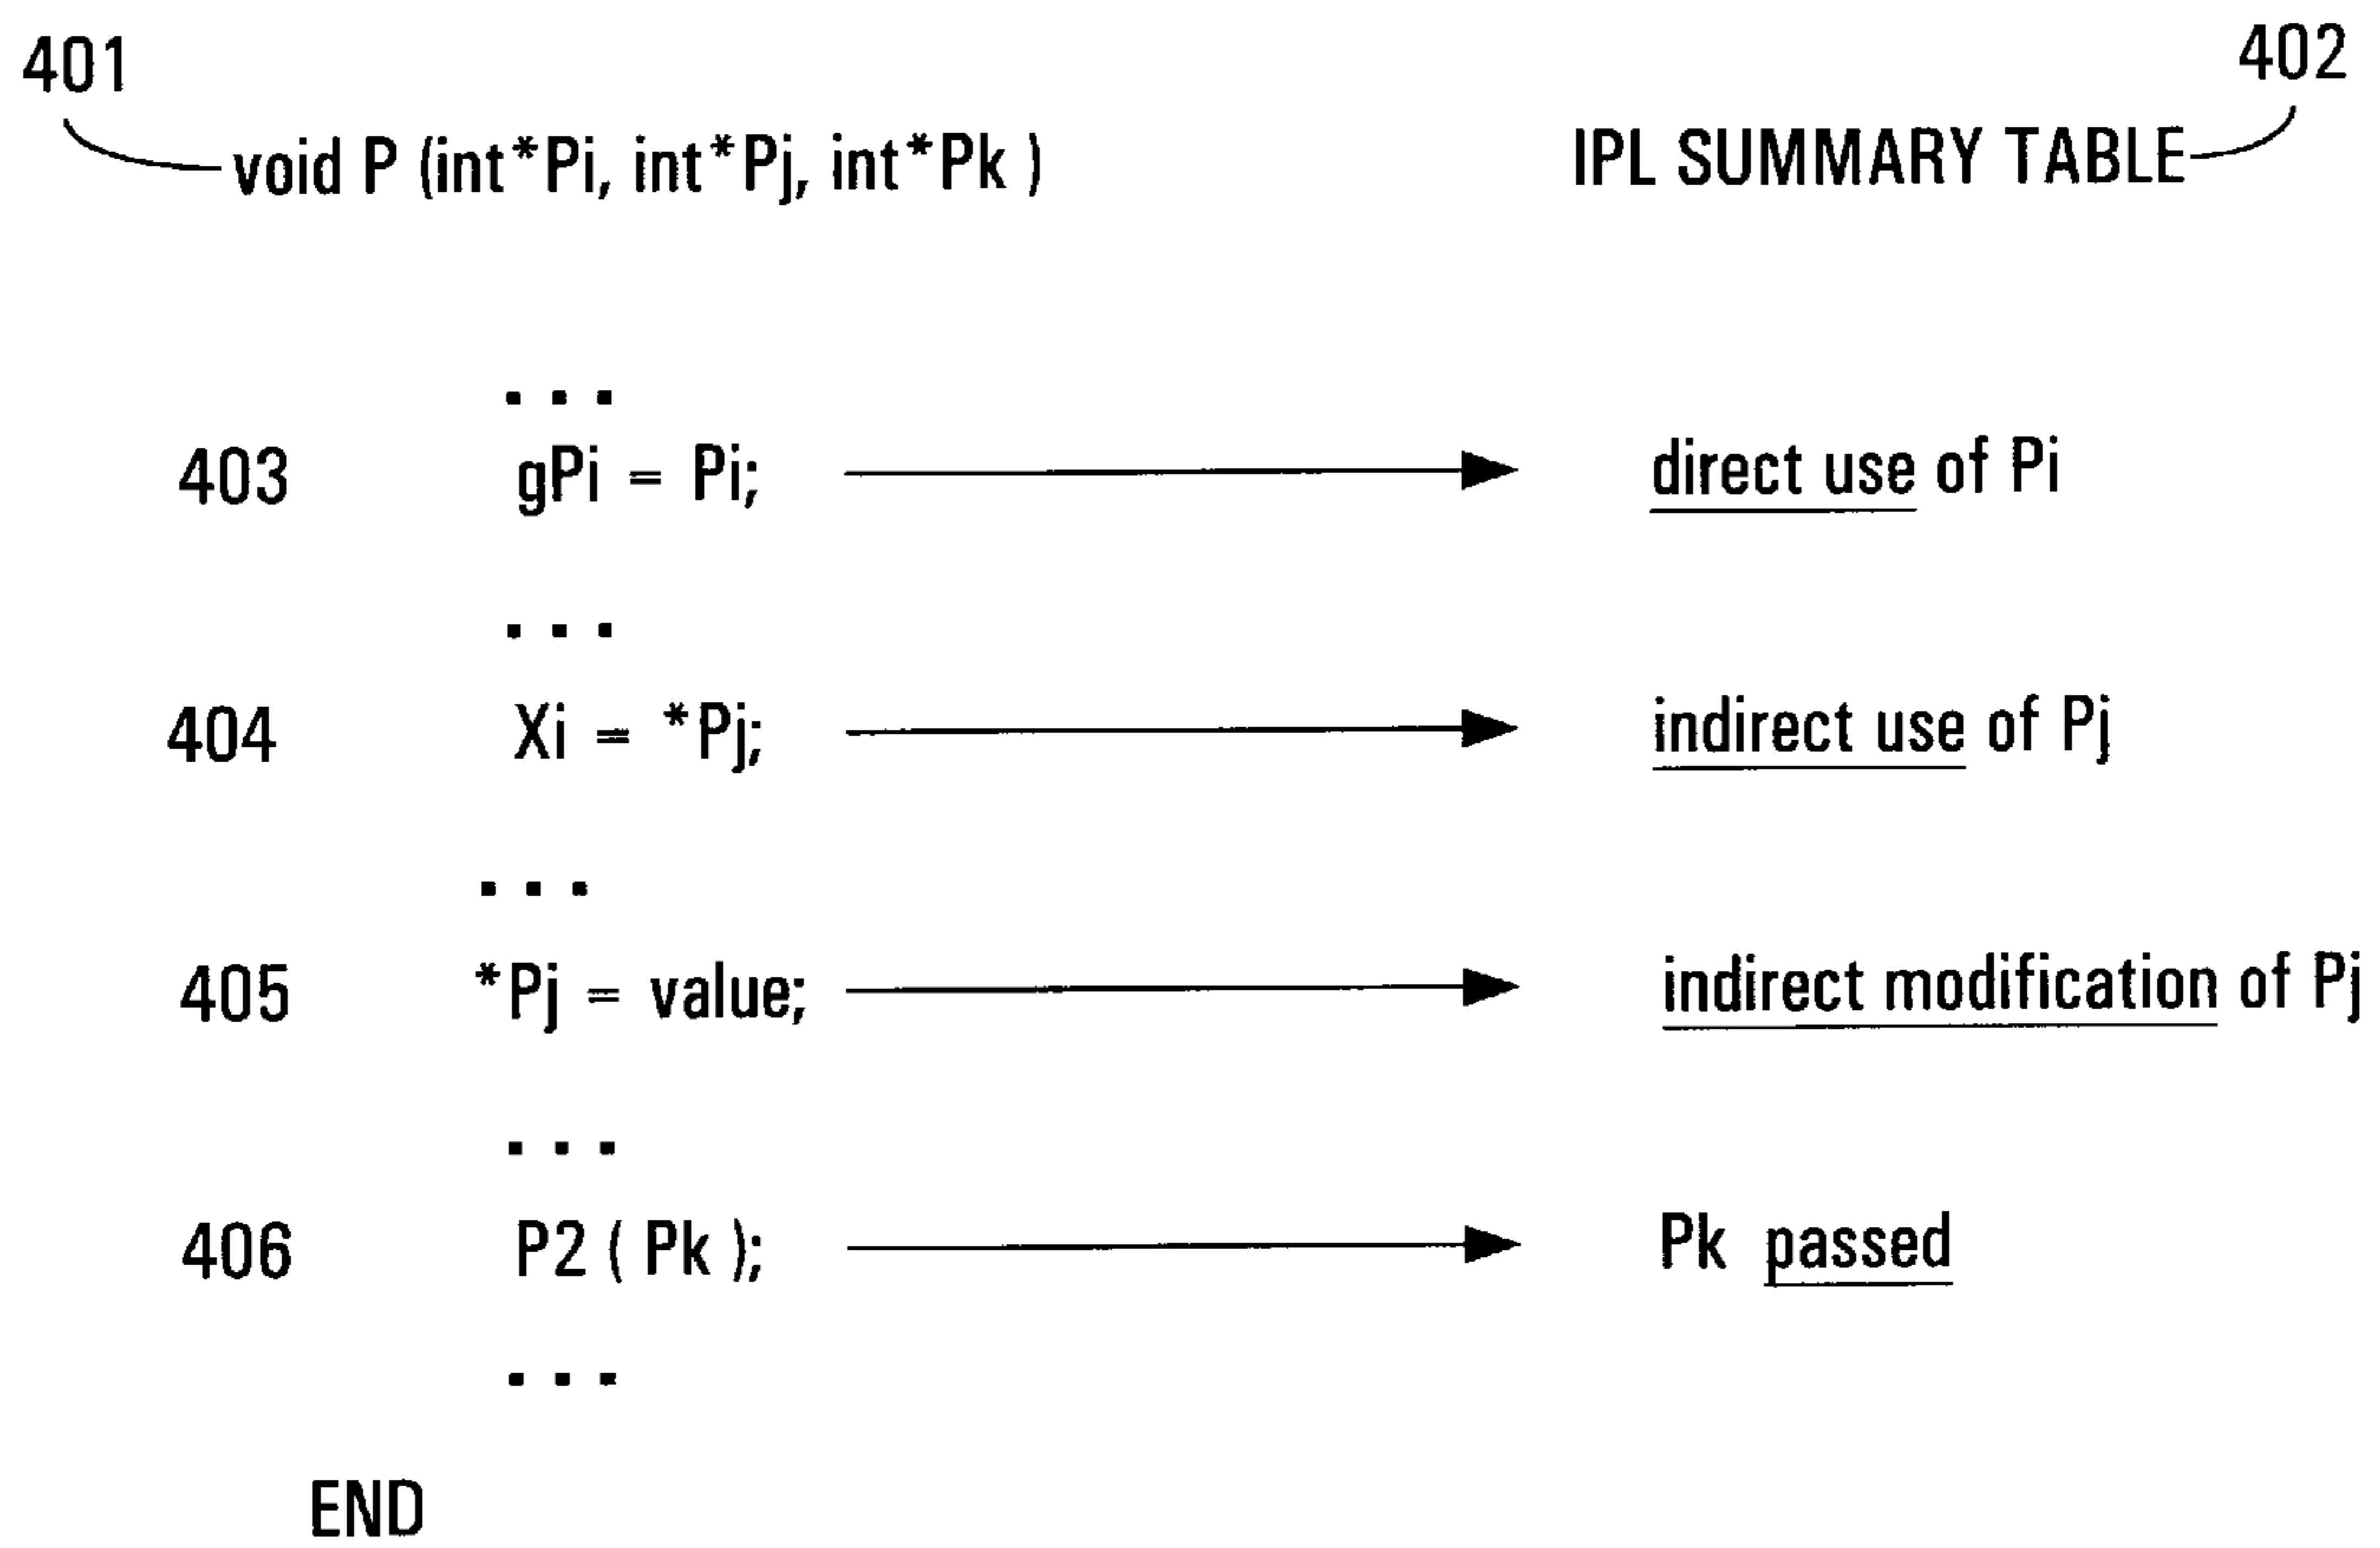 401 402
void P (int*Pi, int*Pj, int*Pk ) IPL SUMMARY TABLE
...
403 gPi = Pi; direct use of Pi
...
404 Xi = *Pj; indirect use of Pj
...
405 *Pj = value; indirect modification of Pj
...
406 P2 ( Pk ); Pk passed
...
END